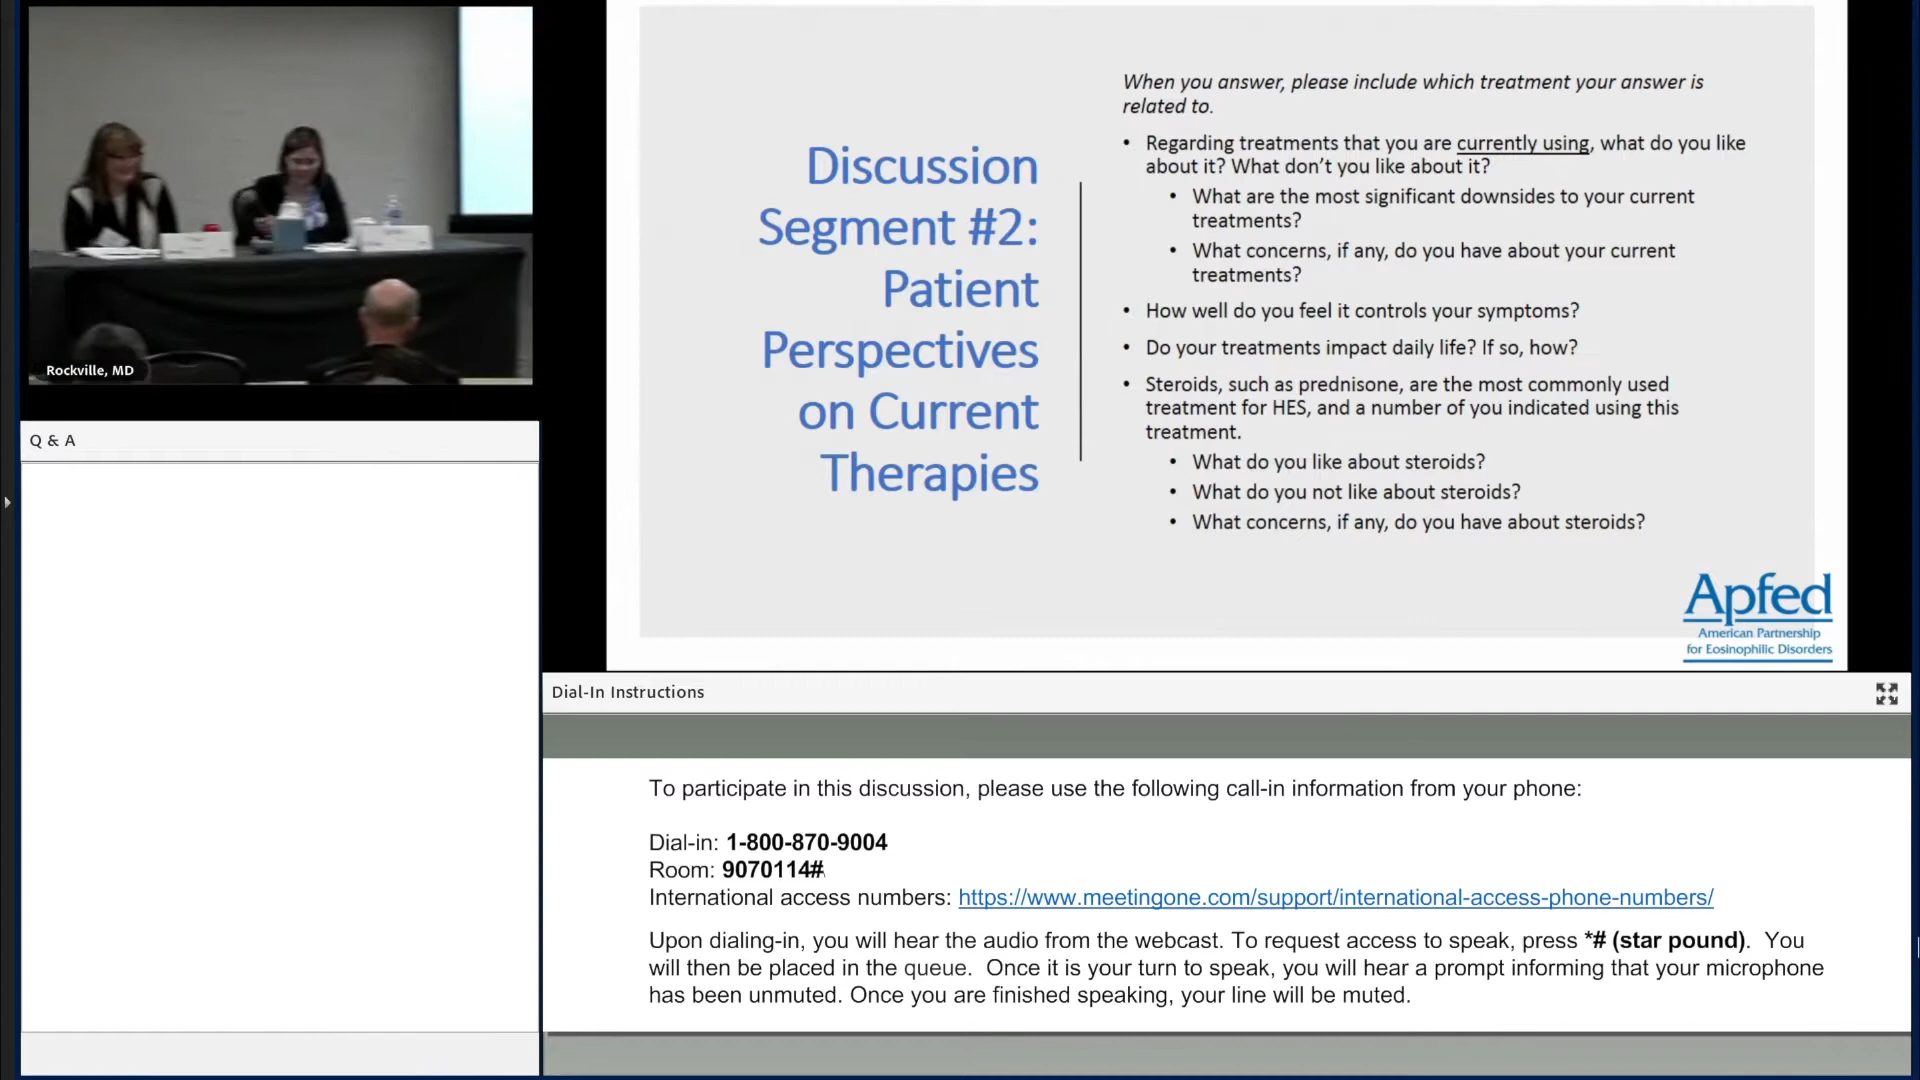 Rockville, MD
Q & A
Discussion
Segment #2:
Patient
Perspectives
on Current
Therapies
When you answer, please include which treatment your answer is
related to.
• Regarding treatments that you are currently using, what do you like
about it? What don't you like about it?
• What are the most significant downsides to your current
treatments?
• What concerns, if any, do you have about your current
treatments?
• How well do you feel it controls your symptoms?
• Do your treatments impact daily life? If so, how?
• Steroids, such as prednisone, are the most commonly used
treatment for HES, and a number of you indicated using this
treatment.
• What do you like about steroids?
• What do you not like about steroids?
• What concerns, if any, do you have about steroids?
Apfed
American Partnership
for Eosinophilic Disorders
Dial-In Instructions
To participate in this discussion, please use the following call-in information from your phone:
Dial-in: 1-800-870-9004
Room: 9070114#
International access numbers: https://www.meetingone.com/support/international-access-phone-numbers/
Upon dialing-in, you will hear the audio from the webcast. To request access to speak, press *# (star pound). You
will then be placed in the queue. Once it is your turn to speak, you will hear a prompt informing that your microphone
has been unmuted. Once you are finished speaking, your line will be muted.